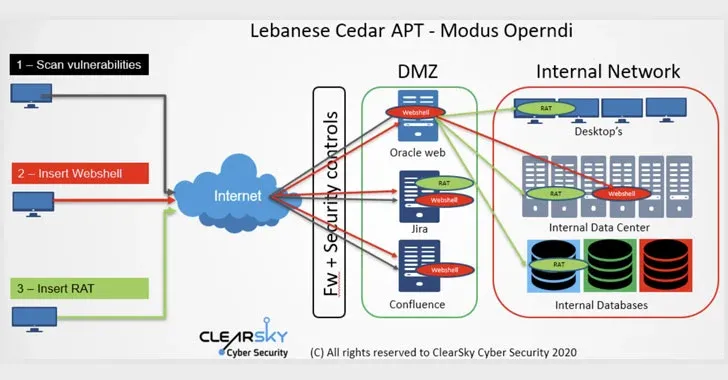 Lebanese Cedar APT - Modus Operndi
1 – Scan vulnerabilities
2 – Insert Webshell
3 – Insert RAT
Internet
Fw + Security controls
DMZ
Webshell
Oracle web
RAT
Webshell
Jira
Webshell
Confluence
Internal Network
RAT
Desktop's
RAT
Webshell
Internal Data Center
RAT
Internal Databases
CLEARSKY
Cyber Security
(C) All rights reserved to ClearSky Cyber Security 2020